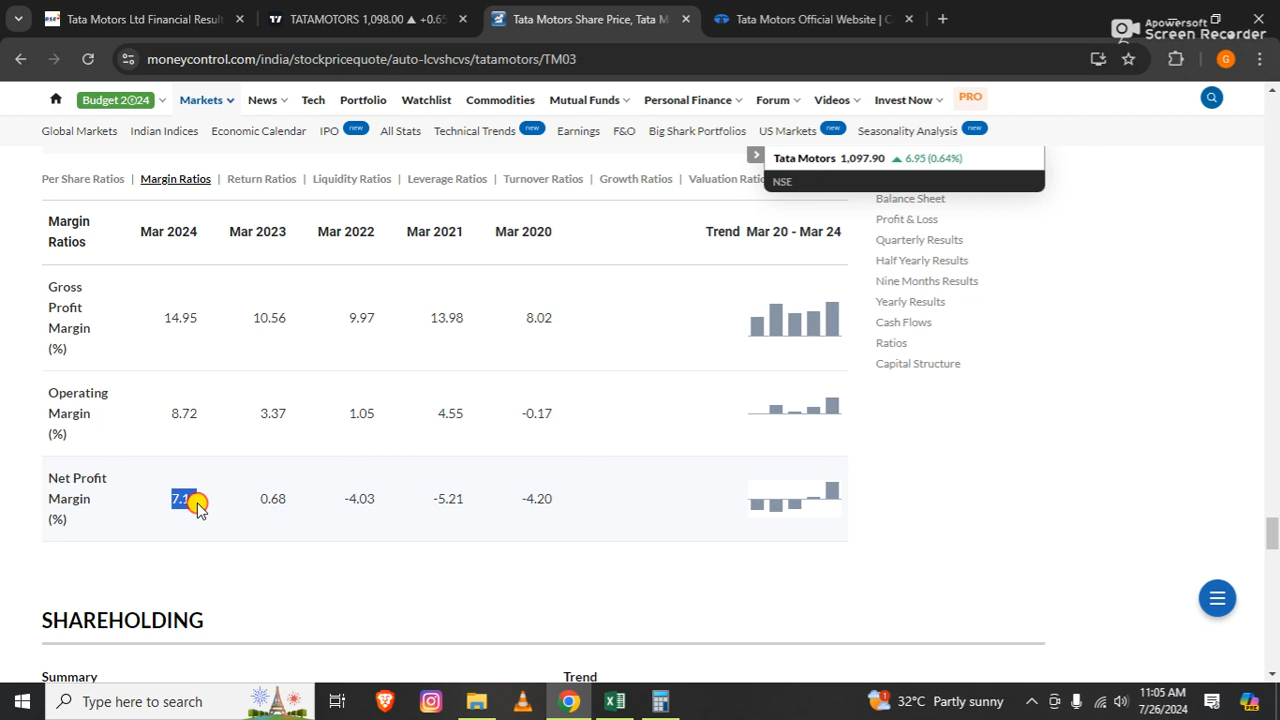 Tata Motors Ltd Financial Result
TATAMOTORS 1,098.00 ▲ +0.6
Tata Motors Share Price, Tata M
Tata Motors Official Website | C
Apowersoft
Screen Recorder
moneycontrol.com/india/stockpricequote/auto-lcvshcvs/tatamotors/TM03
G
Budget 2024 Markets News Tech Portfolio Watchlist Commodities Mutual Funds Personal Finance Forum Videos Invest Now PRO
Global Markets Indian Indices Economic Calendar IPO new All Stats Technical Trends new Earnings F&O Big Shark Portfolios US Markets new Seasonality Analysis new
Tata Motors 1,097.90 ▲ 6.95 (0.64%)
NSE
Per Share Ratios | Margin Ratios | Return Ratios | Liquidity Ratios | Leverage Ratios | Turnover Ratios | Growth Ratios | Valuation
Margin Ratios Mar 2024 Mar 2023 Mar 2022 Mar 2021 Mar 2020 Trend Mar 20 - Mar 24
Gross Profit Margin (%) 14.95 10.56 9.97 13.98 8.02
Operating Margin (%) 8.72 3.37 1.05 4.55 -0.17
Net Profit Margin (%) 7.1 0.68 -4.03 -5.21 -4.20
Balance Sheet
Profit & Loss
Quarterly Results
Half Yearly Results
Nine Months Results
Yearly Results
Cash Flows
Ratios
Capital Structure
SHAREHOLDING
Summary Trend
Type here to search
1
32°C Partly sunny
11:05 AM
7/26/2024